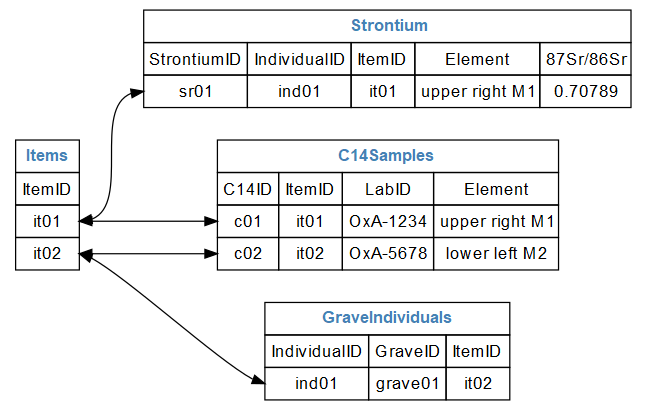 Strontium
StrontiumID IndividualID ItemID Element 87Sr/86Sr
sr01 ind01 it01 upper right M1 0.70789
Items
ItemID
it01
it02
C14Samples
C14ID ItemID LabID Element
c01 it01 OxA-1234 upper right M1
c02 it02 OxA-5678 lower left M2
GraveIndividuals
IndividualID GraveID ItemID
ind01 grave01 it02